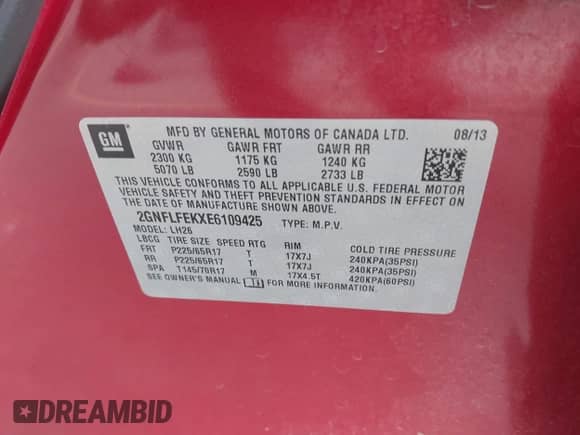 GM
MFD BY GENERAL MOTORS OF CANADA LTD. 08/13
GVWR GAWR FRT GAWR RR
2300 KG 1175 KG 1240 KG
5070 LB 2590 LB 2733 LB
THIS VEHICLE CONFORMS TO ALL APPLICABLE U.S. FEDERAL MOTOR
VEHICLE SAFETY AND THEFT PREVENTION STANDARDS IN EFFECT ON
THE DATE OF MANUFACTURE SHOWN ABOVE.
2GNFLFEKXE6109425 TYPE: M.P.V.
MODEL: LH26
LBCG TIRE SIZE SPEED RTG RIM COLD TIRE PRESSURE
FRT P225/65R17 T 17X7J 240KPA(35PSI)
RR P225/65R17 T 17X7J 240KPA(35PSI)
SPA T145/70R17 M 17X4.5T 420KPA(60PSI)
SEE OWNER'S MANUAL FOR MORE INFORMATION.
DREAMBID
DREAMBID.COM